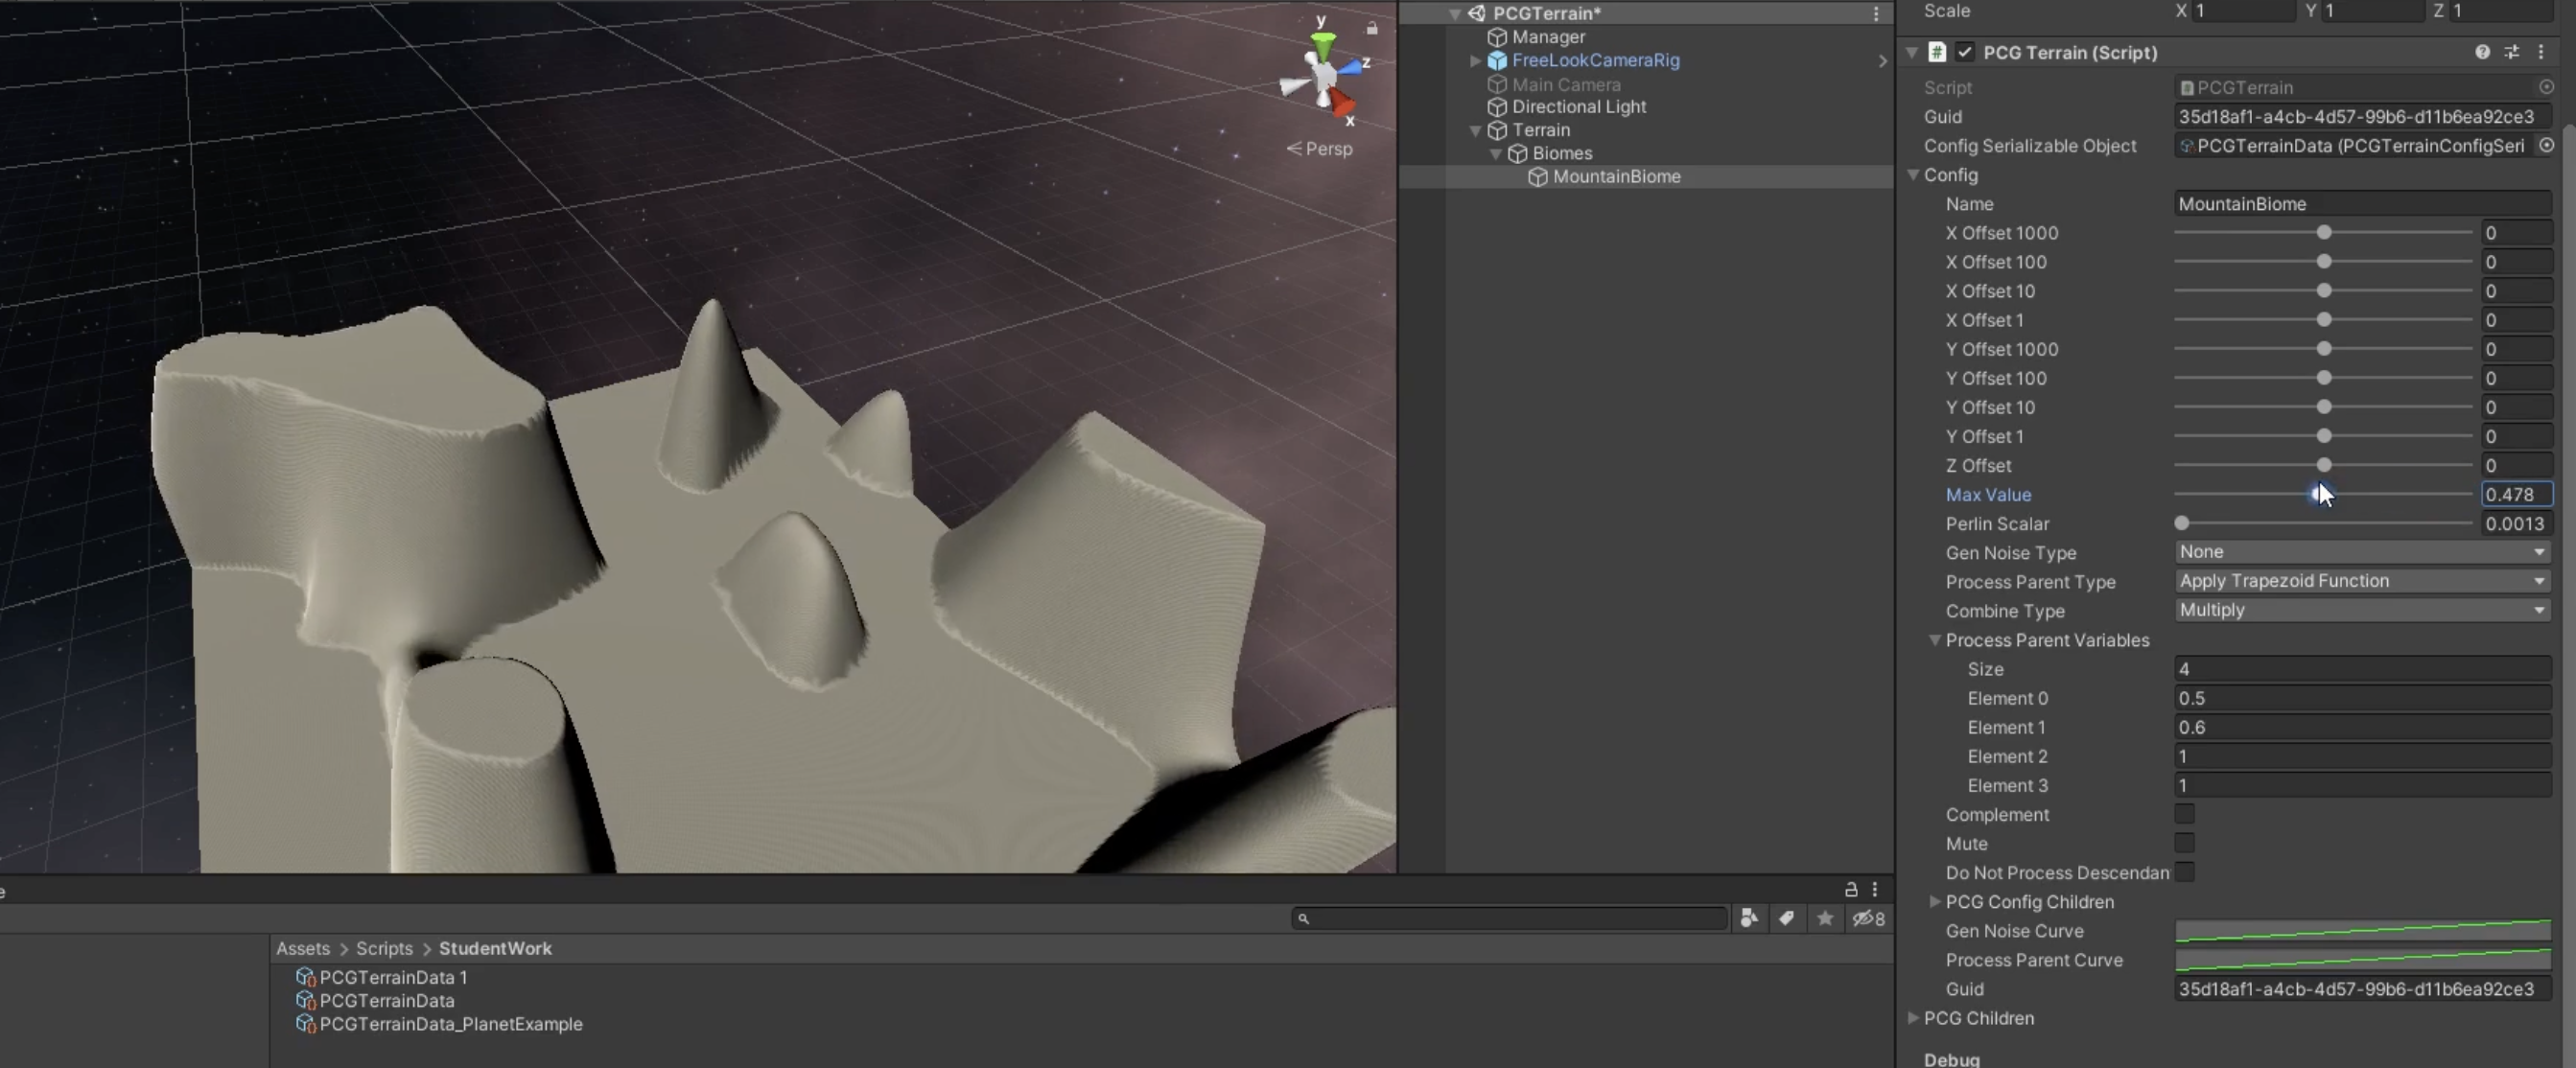 y
z
x
Persp
PCGTerrain*
Manager
FreeLookCameraRig
Main Camera
Directional Light
Terrain
Biomes
MountainBiome
Scale X 1 Y 1 Z 1
# PCG Terrain (Script)
Script PCGTerrain
Guid 35d18af1-a4cb-4d57-99b6-d11b6ea92ce3
Config Serializable Object PCGTerrainData (PCGTerrainConfigSeri
Config
Name MountainBiome
X Offset 1000 0
X Offset 100 0
X Offset 10 0
X Offset 1 0
Y Offset 1000 0
Y Offset 100 0
Y Offset 10 0
Y Offset 1 0
Z Offset 0
Max Value 0.478
Perlin Scalar 0.0013
Gen Noise Type None
Process Parent Type Apply Trapezoid Function
Combine Type Multiply
Process Parent Variables
Size 4
Element 0 0.5
Element 1 0.6
Element 2 1
Element 3 1
Complement
Mute
Do Not Process Descendan
PCG Config Children
Gen Noise Curve
Process Parent Curve
Guid 35d18af1-a4cb-4d57-99b6-d11b6ea92ce3
PCG Children
Debug
e
8
Assets > Scripts > StudentWork
PCGTerrainData 1
PCGTerrainData
PCGTerrainData_PlanetExample